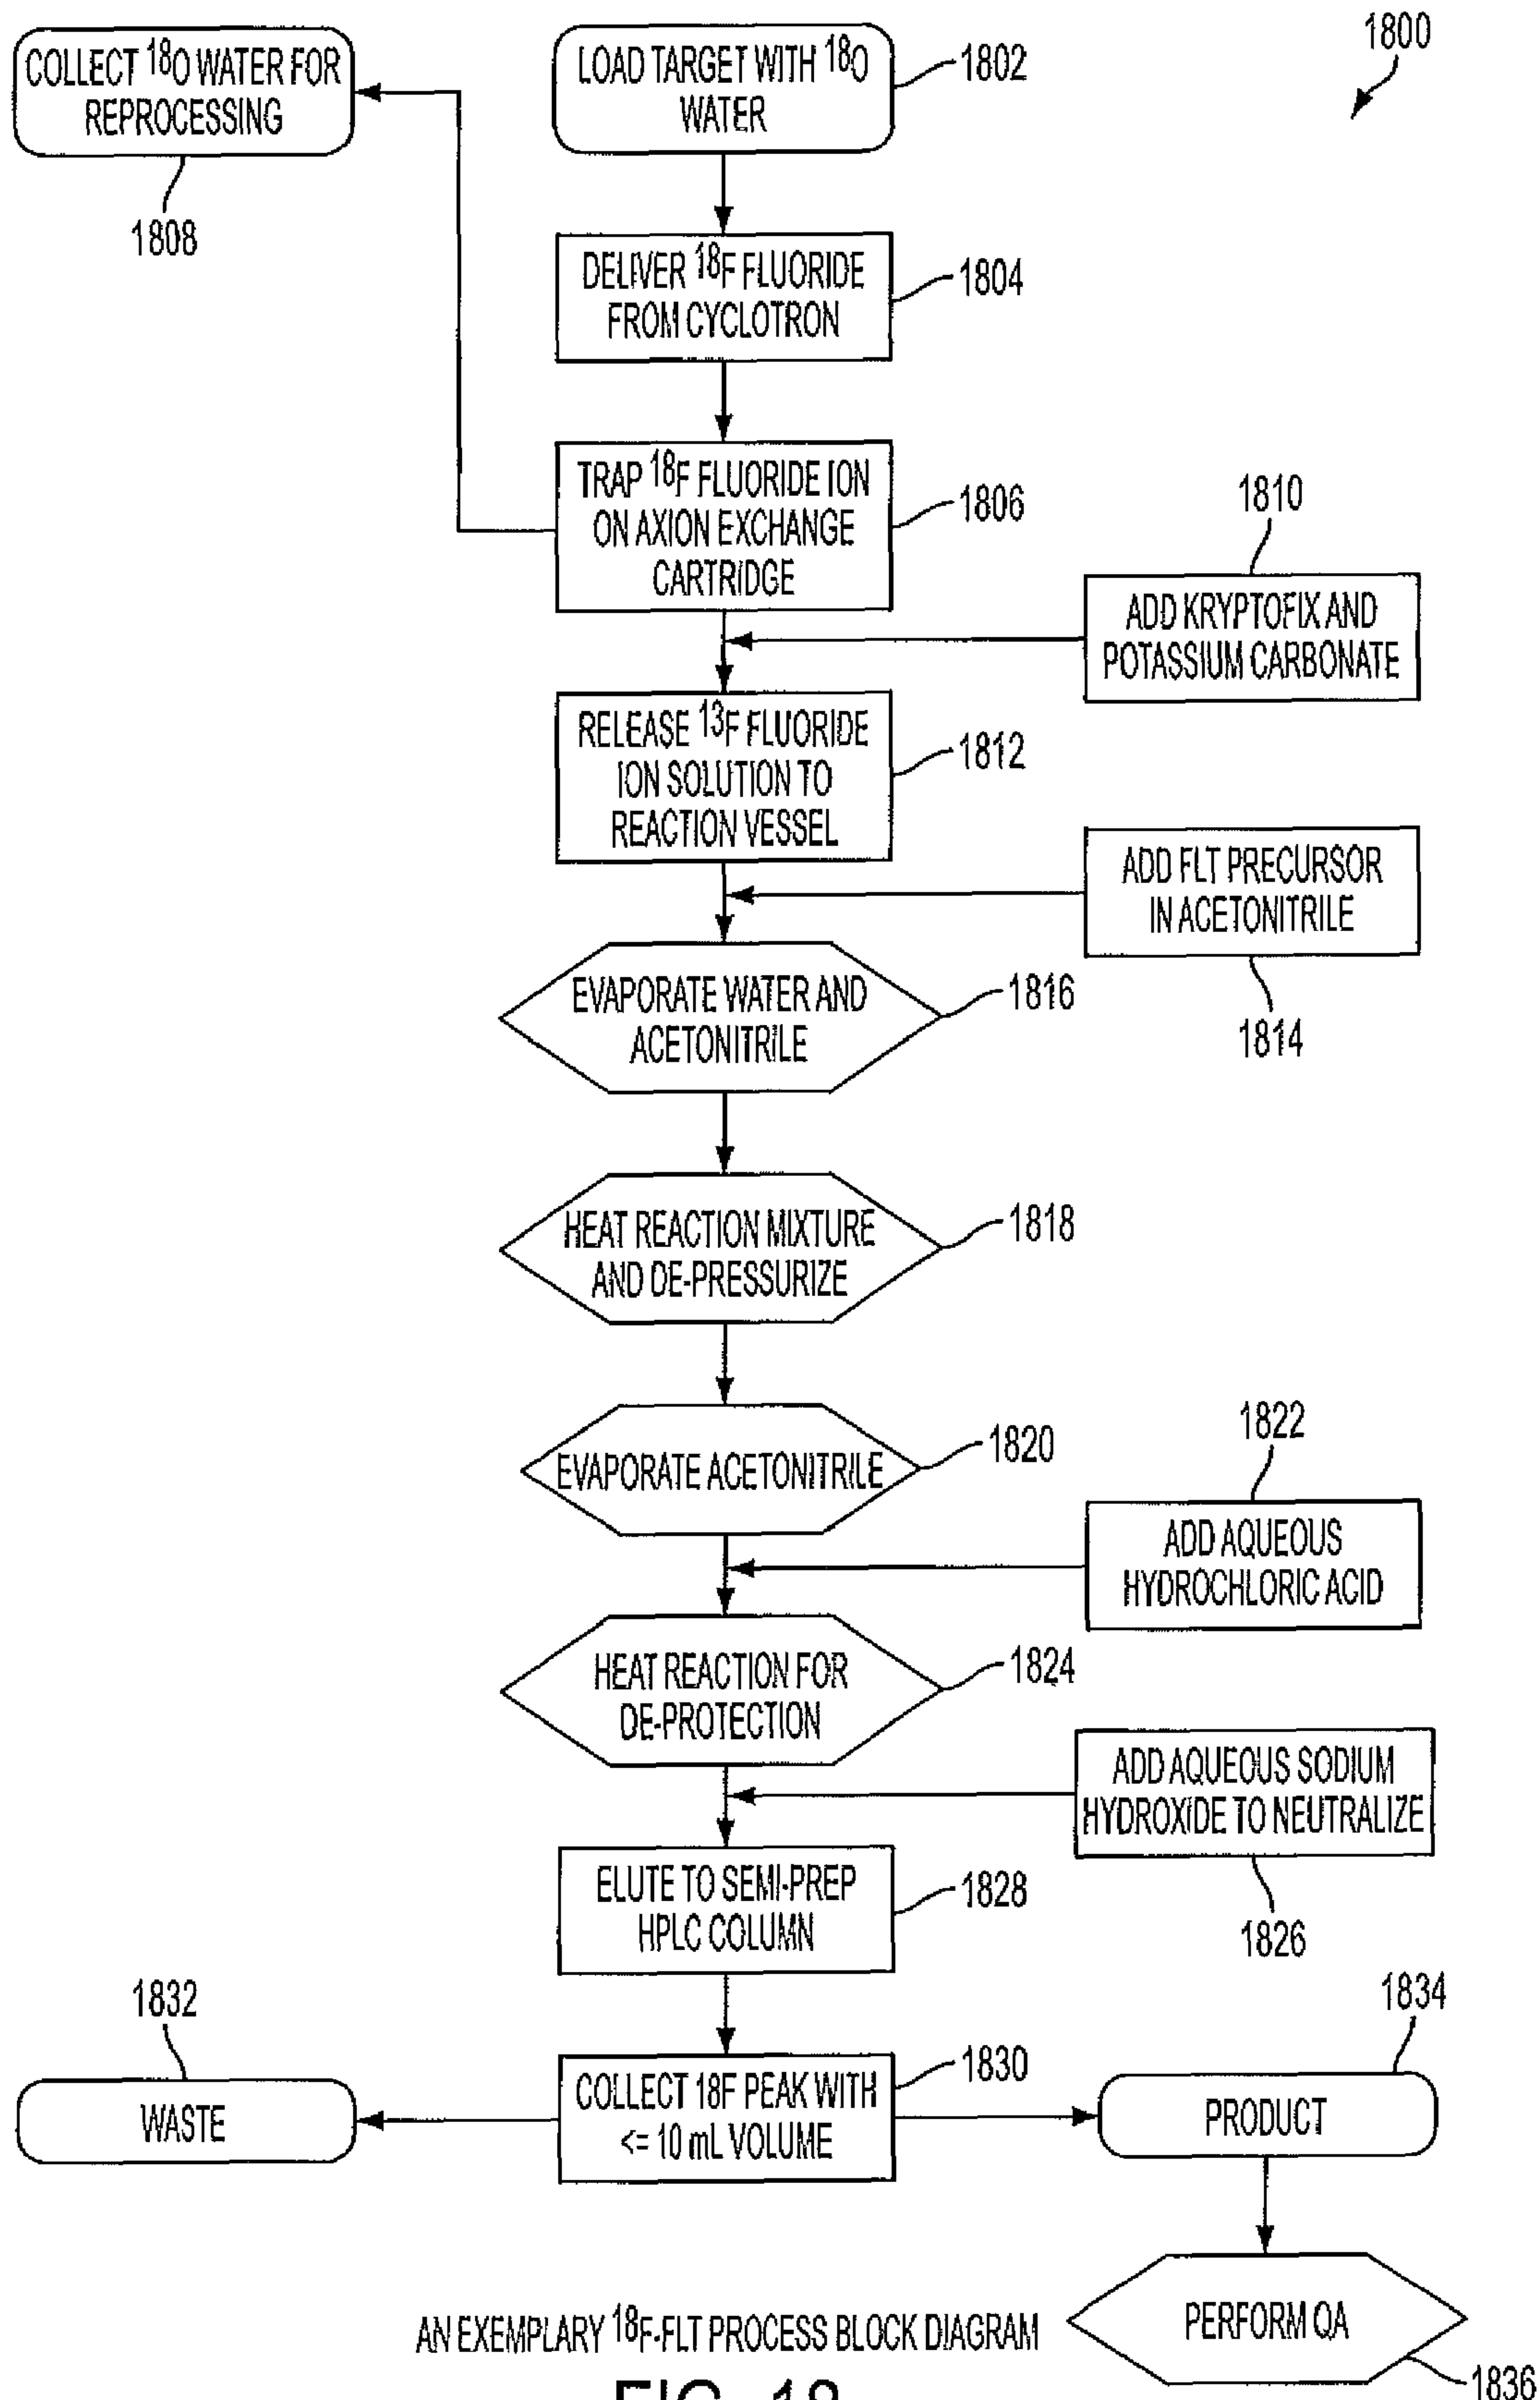 1800
COLLECT 18O WATER FOR
REPROCESSING
1808
LOAD TARGET WITH 18O
WATER
1802
DELIVER 18F FLUORIDE
FROM CYCLOTRON
1804
TRAP 18F FLUORIDE ION
ON AXION EXCHANGE
CARTRIDGE
1806
1810
ADD KRYPTOFIX AND
POTASSIUM CARBONATE
RELEASE 13F FLUORIDE
ION SOLUTION TO
REACTION VESSEL
1812
ADD FLT PRECURSOR
IN ACETONITRILE
1814
EVAPORATE WATER AND
ACETONITRILE
1816
HEAT REACTION MIXTURE
AND DE-PRESSURIZE
1818
EVAPORATE ACETONITRILE
1820
1822
ADD AQUEOUS
HYDROCHLORIC ACID
HEAT REACTION FOR
DE-PROTECTION
1824
ADD AQUEOUS SODIUM
HYDROXIDE TO NEUTRALIZE
1826
ELUTE TO SEMI-PREP
HPLC COLUMN
1828
1832
WASTE
COLLECT 18F PEAK WITH
<= 10 mL VOLUME
1830
1834
PRODUCT
PERFORM QA
1836
AN EXEMPLARY 18F-FLT PROCESS BLOCK DIAGRAM
FIG. 18